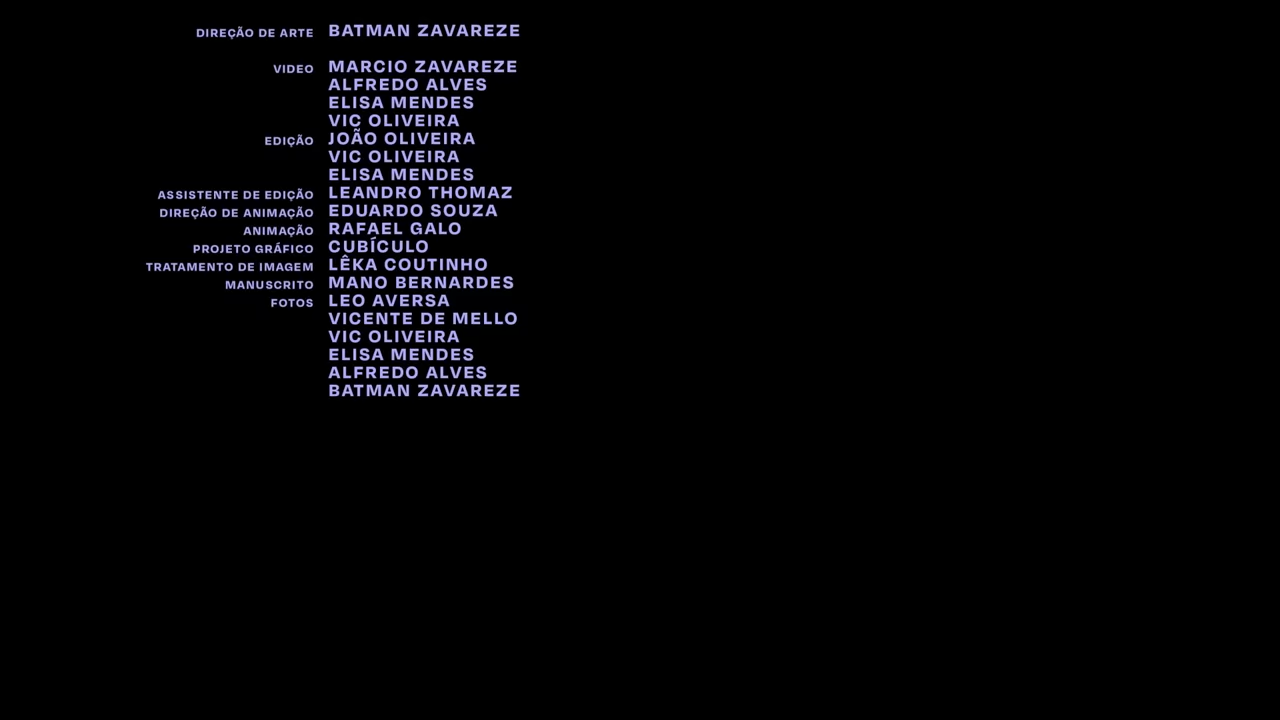 DIREÇÃO DE ARTE BATMAN ZAVAREZE
VIDEO MARCIO ZAVAREZE
ALFREDO ALVES
ELISA MENDES
VIC OLIVEIRA
EDIÇÃO JOÃO OLIVEIRA
VIC OLIVEIRA
ELISA MENDES
ASSISTENTE DE EDIÇÃO LEANDRO THOMAZ
DIREÇÃO DE ANIMAÇÃO EDUARDO SOUZA
ANIMAÇÃO RAFAEL GALO
PROJETO GRÁFICO CUBÍCULO
TRATAMENTO DE IMAGEM LÊKA COUTINHO
MANUSCRITO MANO BERNARDES
FOTOS LEO AVERSA
VICENTE DE MELLO
VIC OLIVEIRA
ELISA MENDES
ALFREDO ALVES
BATMAN ZAVAREZE